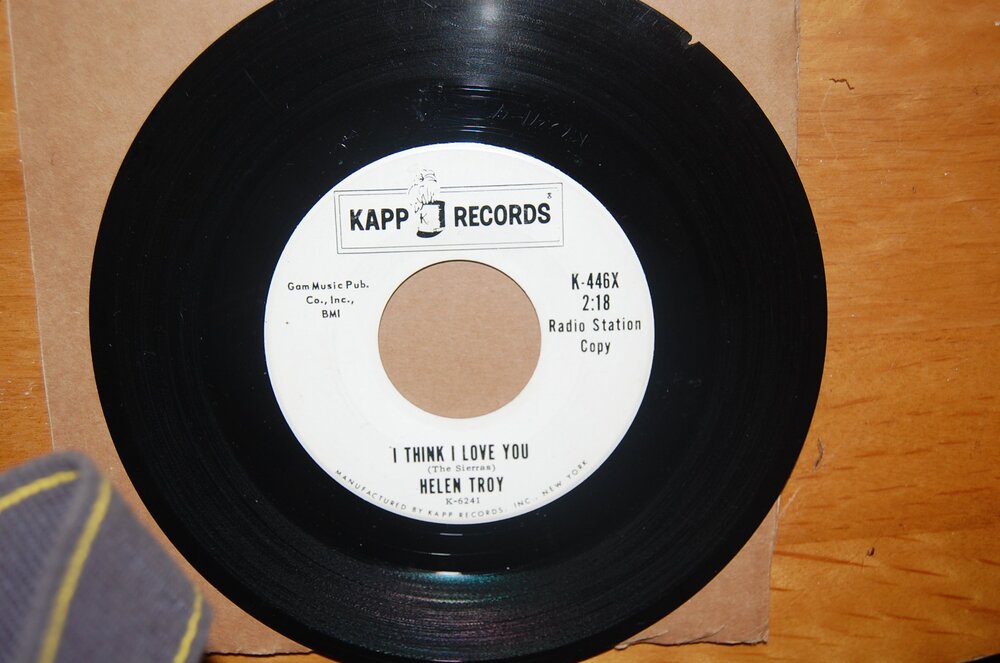 KAPP K RECORDS
Gam Music Pub.
Co., Inc.,
BMI
K-446X
2:18
Radio Station
Copy
I THINK I LOVE YOU
(The Sierras)
HELEN TROY
K-6241
MANUFACTURED BY KAPP RECORDS, INC · NEW YORK